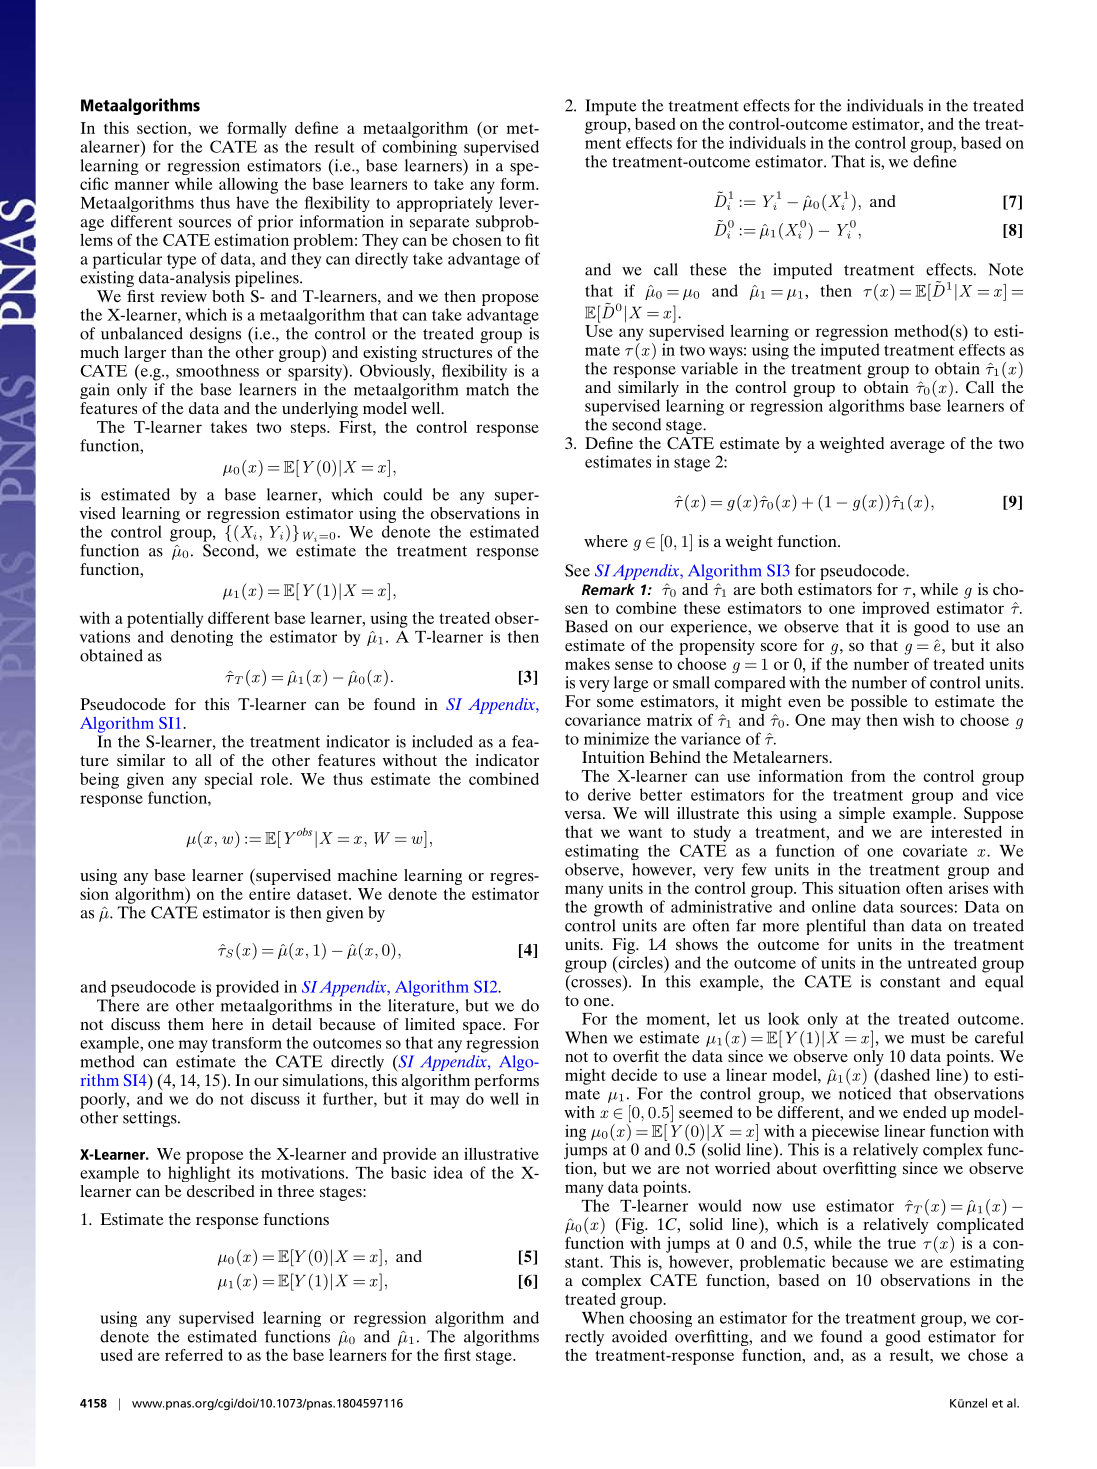 PNAS PNAS PNAS PNAS
Metaalgorithms
In this section, we formally define a metaalgorithm (or met-
alearner) for the CATE as the result of combining supervised
learning or regression estimators (i.e., base learners) in a spe-
cific manner while allowing the base learners to take any form.
Metaalgorithms thus have the flexibility to appropriately lever-
age different sources of prior information in separate subprob-
lems of the CATE estimation problem: They can be chosen to fit
a particular type of data, and they can directly take advantage of
existing data-analysis pipelines.
We first review both S- and T-learners, and we then propose
the X-learner, which is a metaalgorithm that can take advantage
of unbalanced designs (i.e., the control or the treated group is
much larger than the other group) and existing structures of the
CATE (e.g., smoothness or sparsity). Obviously, flexibility is a
gain only if the base learners in the metaalgorithm match the
features of the data and the underlying model well.
The T-learner takes two steps. First, the control response
function,
μ₀(x) = 𝔼[Y(0)|X = x],
is estimated by a base learner, which could be any super-
vised learning or regression estimator using the observations in
the control group, {(Xᵢ, Yᵢ)}_{Wᵢ=0}. We denote the estimated
function as μ̂₀. Second, we estimate the treatment response
function,
μ₁(x) = 𝔼[Y(1)|X = x],
with a potentially different base learner, using the treated obser-
vations and denoting the estimator by μ̂₁. A T-learner is then
obtained as
τ̂_T(x) = μ̂₁(x) − μ̂₀(x). [3]
Pseudocode for this T-learner can be found in SI Appendix,
Algorithm SI1.
In the S-learner, the treatment indicator is included as a fea-
ture similar to all of the other features without the indicator
being given any special role. We thus estimate the combined
response function,
μ(x, w) := 𝔼[Y^{obs}|X = x, W = w],
using any base learner (supervised machine learning or regres-
sion algorithm) on the entire dataset. We denote the estimator
as μ̂. The CATE estimator is then given by
τ̂_S(x) = μ̂(x, 1) − μ̂(x, 0), [4]
and pseudocode is provided in SI Appendix, Algorithm SI2.
There are other metaalgorithms in the literature, but we do
not discuss them here in detail because of limited space. For
example, one may transform the outcomes so that any regression
method can estimate the CATE directly (SI Appendix, Algo-
rithm SI4) (4, 14, 15). In our simulations, this algorithm performs
poorly, and we do not discuss it further, but it may do well in
other settings.
X-Learner. We propose the X-learner and provide an illustrative
example to highlight its motivations. The basic idea of the X-
learner can be described in three stages:
1. Estimate the response functions
μ₀(x) = 𝔼[Y(0)|X = x], and [5]
μ₁(x) = 𝔼[Y(1)|X = x], [6]
using any supervised learning or regression algorithm and
denote the estimated functions μ̂₀ and μ̂₁. The algorithms
used are referred to as the base learners for the first stage.
2. Impute the treatment effects for the individuals in the treated
group, based on the control-outcome estimator, and the treat-
ment effects for the individuals in the control group, based on
the treatment-outcome estimator. That is, we define
D̃ᵢ¹ := Yᵢ¹ − μ̂₀(Xᵢ¹), and [7]
D̃ᵢ⁰ := μ̂₁(Xᵢ⁰) − Yᵢ⁰, [8]
and we call these the imputed treatment effects. Note
that if μ̂₀ = μ₀ and μ̂₁ = μ₁, then τ(x) = 𝔼[D̃¹|X = x] =
𝔼[D̃⁰|X = x].
Use any supervised learning or regression method(s) to esti-
mate τ(x) in two ways: using the imputed treatment effects as
the response variable in the treatment group to obtain τ̂₁(x)
and similarly in the control group to obtain τ̂₀(x). Call the
supervised learning or regression algorithms base learners of
the second stage.
3. Define the CATE estimate by a weighted average of the two
estimates in stage 2:
τ̂(x) = g(x)τ̂₀(x) + (1 − g(x))τ̂₁(x), [9]
where g ∈ [0, 1] is a weight function.
See SI Appendix, Algorithm SI3 for pseudocode.
Remark 1: τ̂₀ and τ̂₁ are both estimators for τ, while g is cho-
sen to combine these estimators to one improved estimator τ̂.
Based on our experience, we observe that it is good to use an
estimate of the propensity score for g, so that g = ê, but it also
makes sense to choose g = 1 or 0, if the number of treated units
is very large or small compared with the number of control units.
For some estimators, it might even be possible to estimate the
covariance matrix of τ̂₁ and τ̂₀. One may then wish to choose g
to minimize the variance of τ̂.
Intuition Behind the Metalearners.
The X-learner can use information from the control group
to derive better estimators for the treatment group and vice
versa. We will illustrate this using a simple example. Suppose
that we want to study a treatment, and we are interested in
estimating the CATE as a function of one covariate x. We
observe, however, very few units in the treatment group and
many units in the control group. This situation often arises with
the growth of administrative and online data sources: Data on
control units are often far more plentiful than data on treated
units. Fig. 1A shows the outcome for units in the treatment
group (circles) and the outcome of units in the untreated group
(crosses). In this example, the CATE is constant and equal
to one.
For the moment, let us look only at the treated outcome.
When we estimate μ₁(x) = 𝔼[Y(1)|X = x], we must be careful
not to overfit the data since we observe only 10 data points. We
might decide to use a linear model, μ̂₁(x) (dashed line) to esti-
mate μ₁. For the control group, we noticed that observations
with x ∈ [0, 0.5] seemed to be different, and we ended up model-
ing μ₀(x) = 𝔼[Y(0)|X = x] with a piecewise linear function with
jumps at 0 and 0.5 (solid line). This is a relatively complex func-
tion, but we are not worried about overfitting since we observe
many data points.
The T-learner would now use estimator τ̂_T(x) = μ̂₁(x) −
μ̂₀(x) (Fig. 1C, solid line), which is a relatively complicated
function with jumps at 0 and 0.5, while the true τ(x) is a con-
stant. This is, however, problematic because we are estimating
a complex CATE function, based on 10 observations in the
treated group.
When choosing an estimator for the treatment group, we cor-
rectly avoided overfitting, and we found a good estimator for
the treatment-response function, and, as a result, we chose a
4158 | www.pnas.org/cgi/doi/10.1073/pnas.1804597116
Künzel et al.